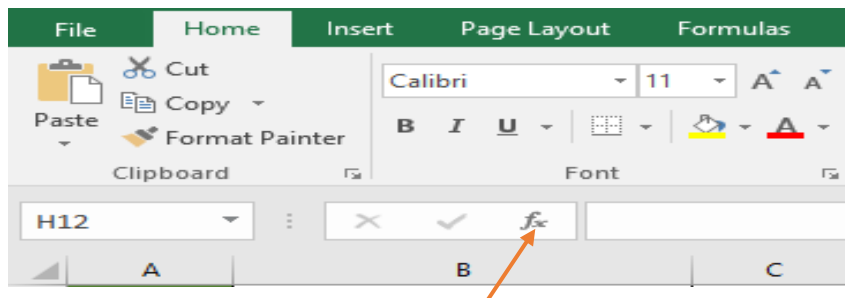 File Home Insert Page Layout Formulas
Cut
Calibri 11 A A
Copy
Paste
B I U A
Format Painter
Clipboard Font
H12 fx
A B C